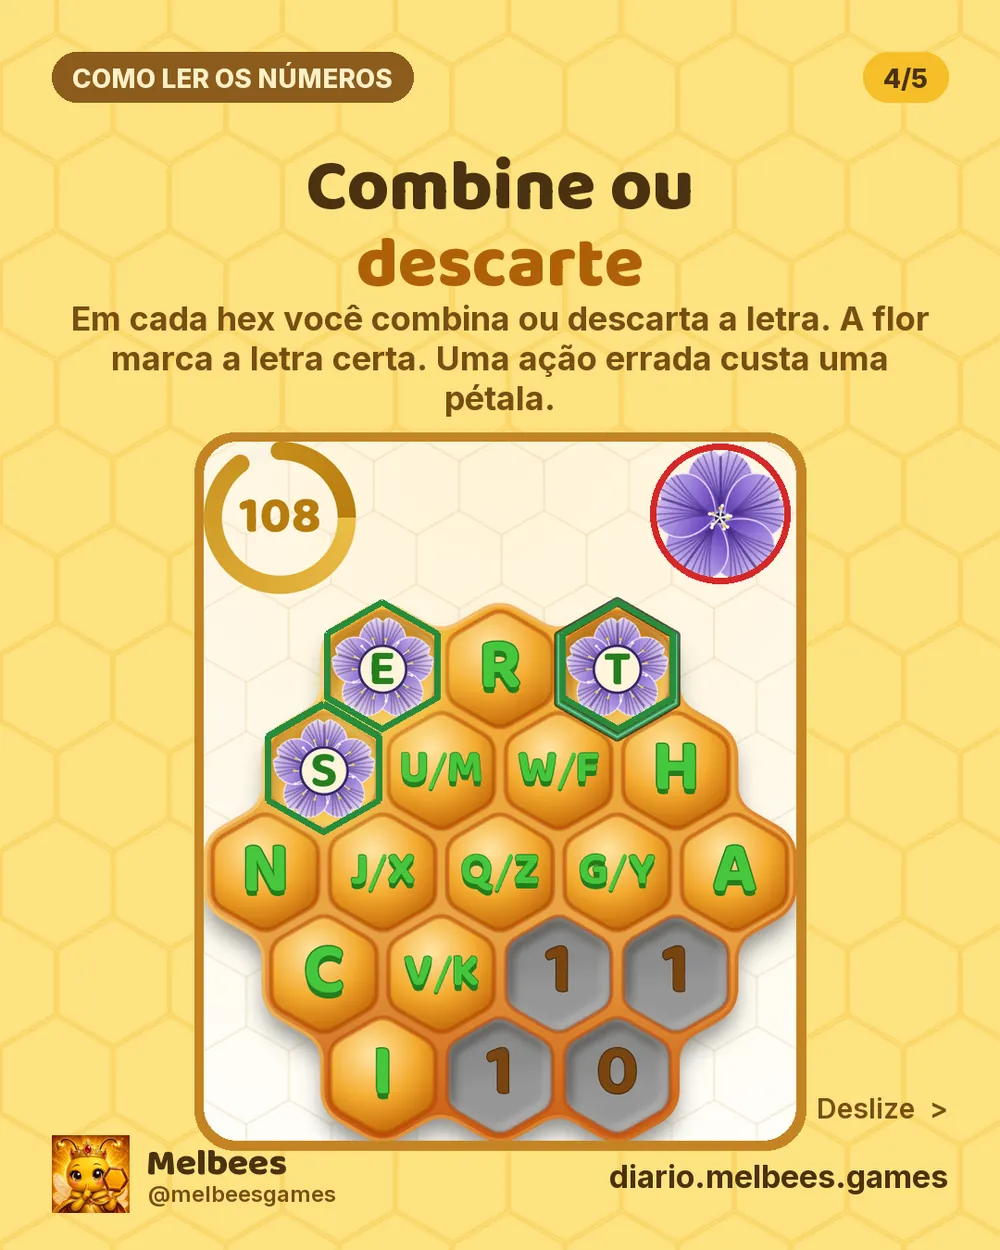 COMO LER OS NÚMEROS
4/5
Combine ou
descarte
Em cada hex você combina ou descarta a letra. A flor
marca a letra certa. Uma ação errada custa uma
pétala.
108
E R T
S U/M W/F H
N J/X Q/Z G/Y A
C V/K 1 1
I 1 0
Deslize >
Melbees
@melbeesgames
diario.melbees.games